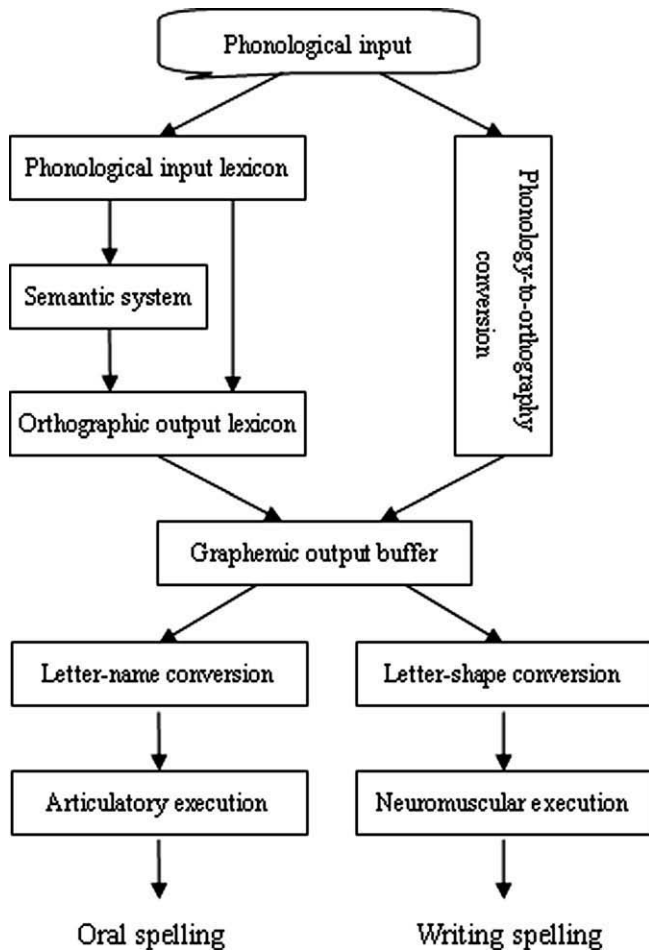 Phonological input
Phonological input lexicon
Phonology-to-orthography
conversion
Semantic system
Orthographic output lexicon
Graphemic output buffer
Letter-name conversion
Letter-shape conversion
Articulatory execution
Neuromuscular execution
Oral spelling
Writing spelling